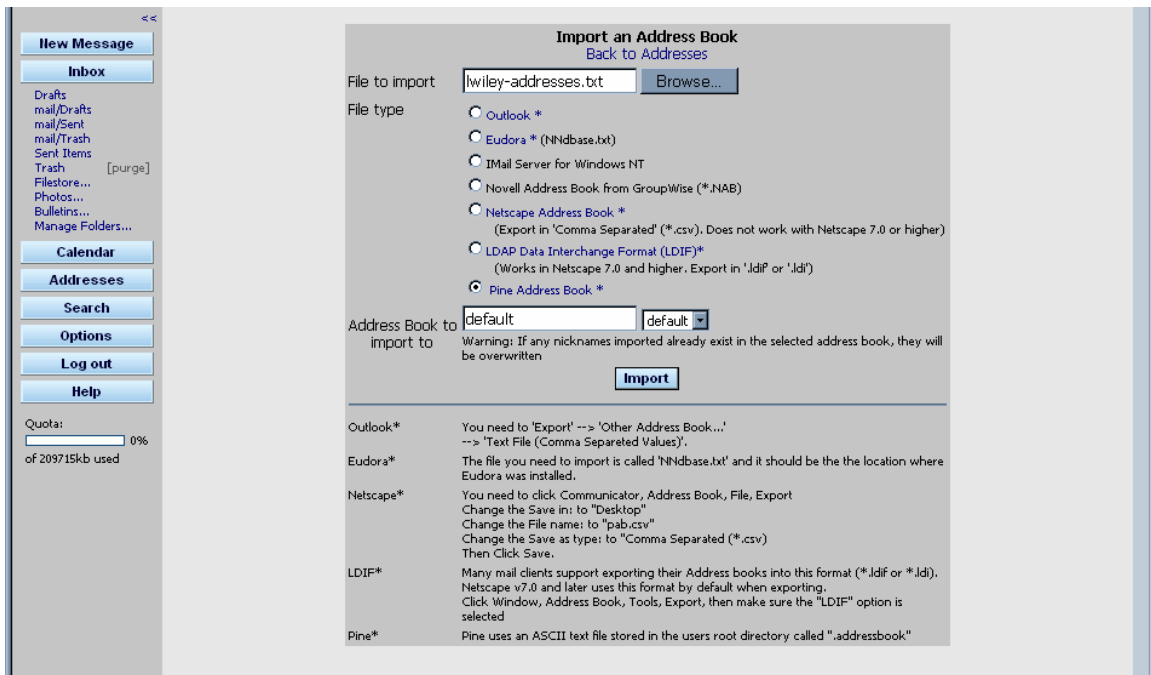 <<
New Message
Inbox
Drafts
mail/Drafts
mail/Sent
mail/Trash
Sent Items
Trash [purge]
Filestore...
Photos...
Bulletins...
Manage Folders...
Calendar
Addresses
Search
Options
Log out
Help
Quota:
0%
of 209715kb used
Import an Address Book
Back to Addresses
File to import lwiley-addresses.txt Browse...
File type
Outlook *
Eudora * (NNdbase.txt)
IMail Server for Windows NT
Novell Address Book from GroupWise (*.NAB)
Netscape Address Book *
(Export in 'Comma Separated' (*.csv). Does not work with Netscape 7.0 or higher)
LDAP Data Interchange Format (LDIF)*
(Works in Netscape 7.0 and higher. Export in '.ldif' or '.ldi')
Pine Address Book *
Address Book to import to
default default
Warning: If any nicknames imported already exist in the selected address book, they will
be overwritten
Import
Outlook* You need to 'Export' --> 'Other Address Book...'
--> 'Text File (Comma Separeted Values)'.
Eudora* The file you need to import is called 'NNdbase.txt' and it should be the the location where
Eudora was installed.
Netscape* You need to click Communicator, Address Book, File, Export
Change the Save in: to "Desktop"
Change the File name: to "pab.csv"
Change the Save as type: to "Comma Separated (*.csv)
Then Click Save.
LDIF* Many mail clients support exporting their Address books into this format (*.ldif or *.ldi).
Netscape v7.0 and later uses this format by default when exporting.
Click Window, Address Book, Tools, Export, then make sure the "LDIF" option is
selected
Pine* Pine uses an ASCII text file stored in the users root directory called ".addressbook"